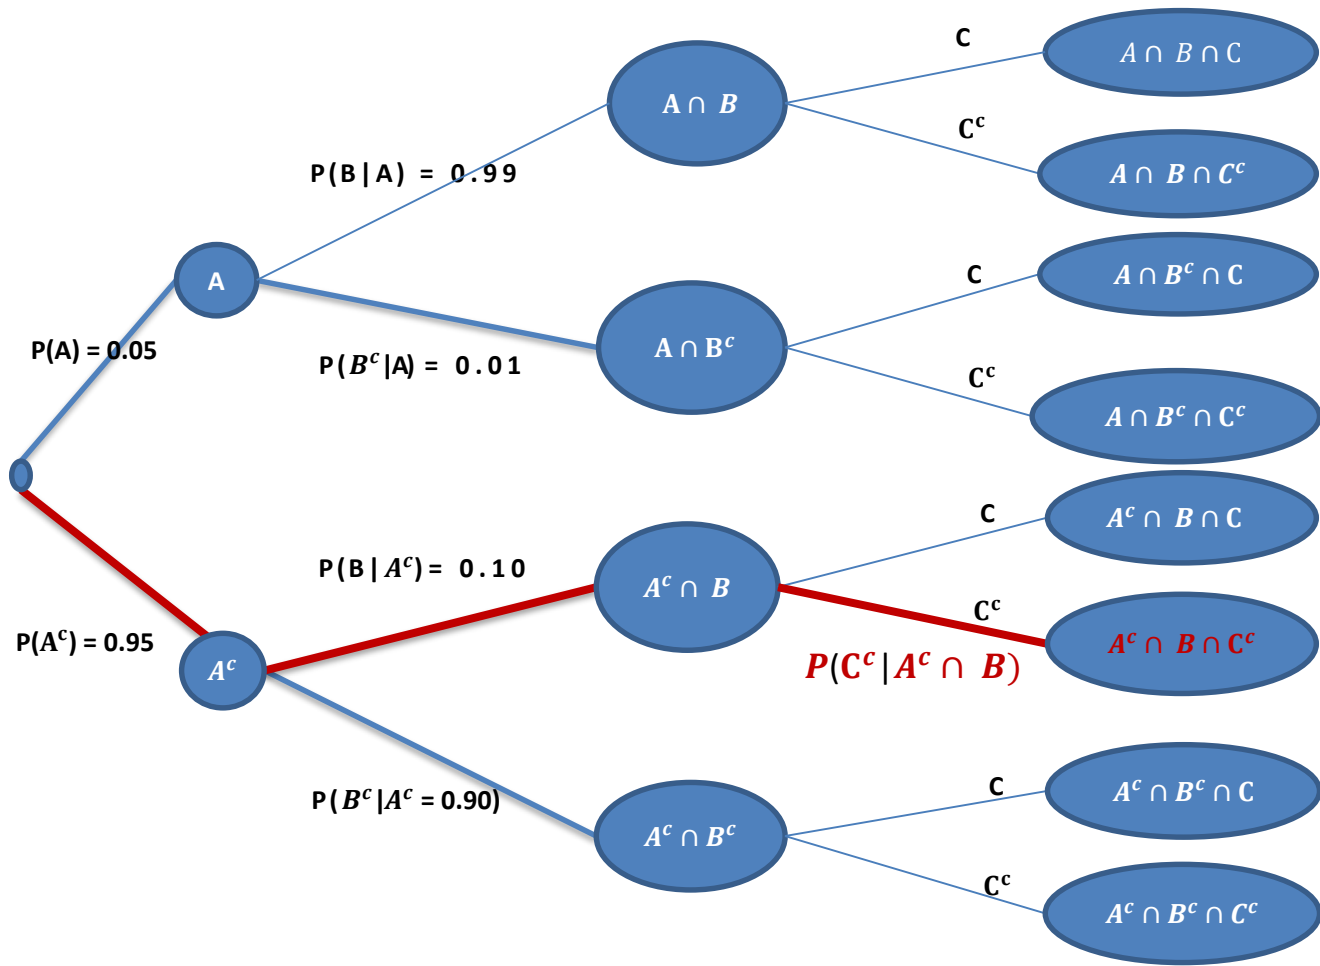 C
A ∩ B ∩ C
A ∩ B
Cᶜ
P(B|A) = 0.99
A ∩ B ∩ Cᶜ
A
C
A ∩ Bᶜ ∩ C
P(A) = 0.05
A ∩ Bᶜ
P(Bᶜ|A) = 0.01
Cᶜ
A ∩ Bᶜ ∩ Cᶜ
C
Aᶜ ∩ B ∩ C
P(B|Aᶜ) = 0.10
Aᶜ ∩ B
Cᶜ
P(Aᶜ) = 0.95
Aᶜ ∩ B ∩ Cᶜ
Aᶜ
P(Cᶜ|Aᶜ ∩ B)
C
Aᶜ ∩ Bᶜ ∩ C
P(Bᶜ|Aᶜ = 0.90)
Aᶜ ∩ Bᶜ
Cᶜ
Aᶜ ∩ Bᶜ ∩ Cᶜ